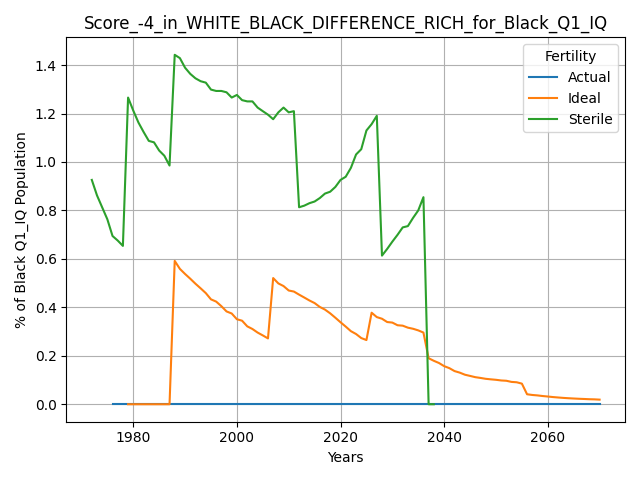 Score_-4_in_WHITE_BLACK_DIFFERENCE_RICH_for_Black_Q1_IQ
Fertility
Actual
Ideal
Sterile
% of Black Q1_IQ Population
1.4
1.2
1.0
0.8
0.6
0.4
0.2
0.0
1980 2000 2020 2040 2060
Years